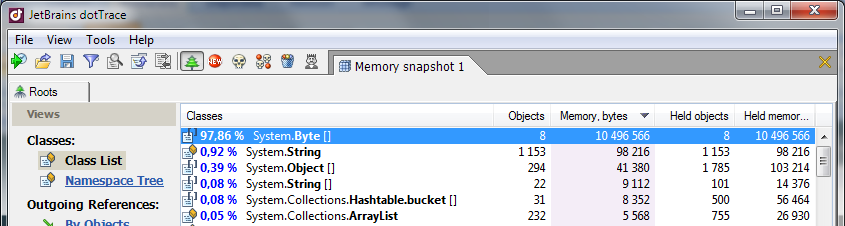 JetBrains dotTrace
File View Tools Help
JEW Memory snapshot 1
Roots
Views
Classes:
Class List
Namespace Tree
Outgoing References:
By Objects
Classes Objects Memory, bytes Held objects Held memor...
97,86 % System.Byte [] 8 10 496 566 8 10 496 566
0,92 % System.String 1 153 98 216 1 153 98 216
0,39 % System.Object [] 294 41 380 1 785 103 214
0,08 % System.String [] 22 9 112 101 14 376
0,08 % System.Collections.Hashtable.bucket [] 31 8 352 500 56 464
0,05 % System.Collections.ArrayList 232 5 568 755 26 930